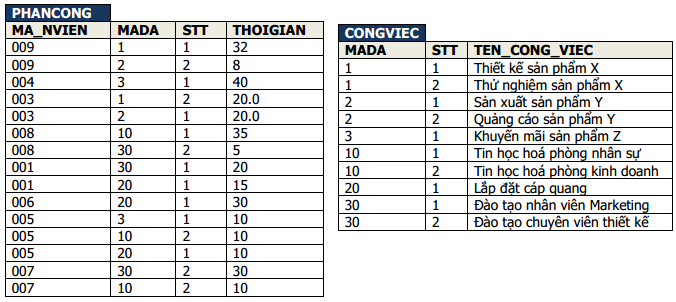 PHANCONG
MA_NVIEN MADA STT THOIGIAN
009 1 1 32
009 2 2 8
004 3 1 40
003 1 2 20.0
003 2 1 20.0
008 10 1 35
008 30 2 5
001 30 1 20
001 20 1 15
006 20 1 30
005 3 1 10
005 10 2 10
005 20 1 10
007 30 2 30
007 10 2 10
CONGVIEC
MADA STT TEN_CONG_VIEC
1 1 Thiết kế sản phẩm X
1 2 Thử nghiệm sản phẩm X
2 1 Sản xuất sản phẩm Y
2 2 Quảng cáo sản phẩm Y
3 1 Khuyến mãi sản phẩm Z
10 1 Tin học hoá phòng nhân sự
10 2 Tin học hoá phòng kinh doanh
20 1 Lắp đặt cáp quang
30 1 Đào tạo nhân viên Marketing
30 2 Đào tạo chuyên viên thiết kế